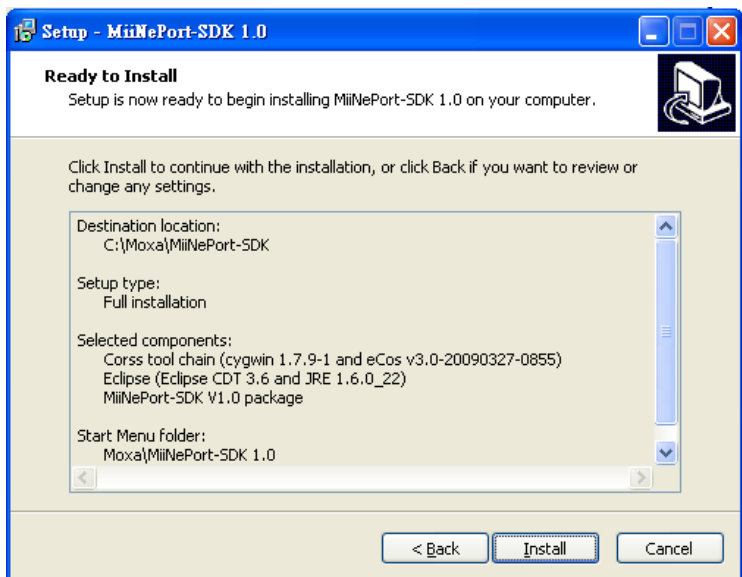 Setup - MiiNePort-SDK 1.0
Ready to Install
Setup is now ready to begin installing MiiNePort-SDK 1.0 on your computer.
Click Install to continue with the installation, or click Back if you want to review or
change any settings.
Destination location:
C:\Moxa\MiiNePort-SDK
Setup type:
Full installation
Selected components:
Corss tool chain (cygwin 1.7.9-1 and eCos v3.0-20090327-0855)
Eclipse (Eclipse CDT 3.6 and JRE 1.6.0_22)
MiiNePort-SDK V1.0 package
Start Menu folder:
Moxa\MiiNePort-SDK 1.0
< Back
Install
Cancel